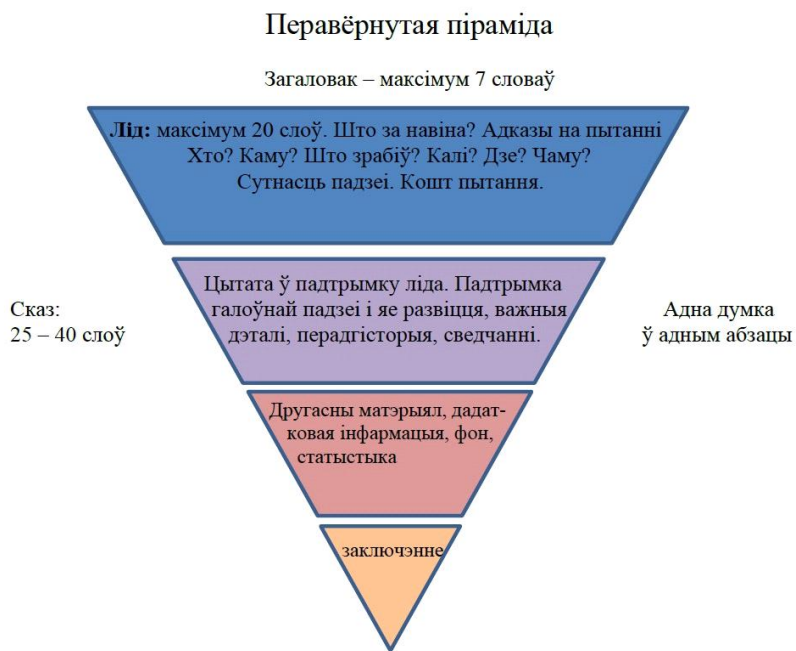 Перавёрнутая піраміда
Загаловак – максімум 7 словаў
Лід: максімум 20 слоў. Што за навіна? Адказы на пытанні
Хто? Каму? Што зрабіў? Калі? Дзе? Чаму?
Сутнасць падзеі. Кошт пытання.
Цытата ў падтрымку ліда. Падтрымка
галоўнай падзеі і яе развіцця, важныя
дэталі, перадгісторыя, сведчанні.
Сказ:
25 – 40 слоў
Адна думка
ў адным абзацы
Другасны матэрыял, дадат-
ковая інфармацыя, фон,
статыстыка
заключэнне